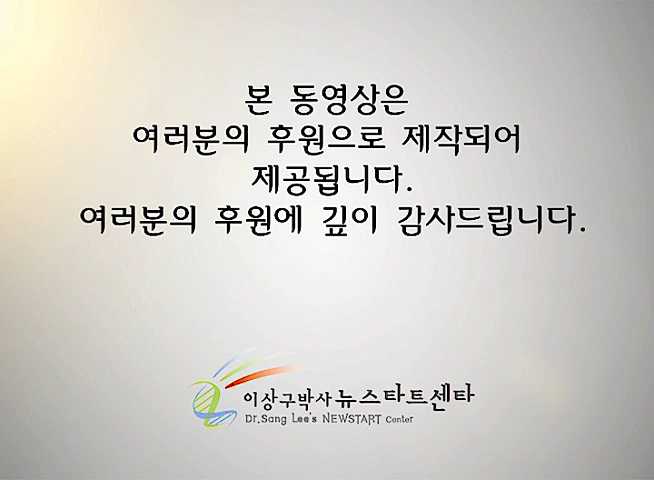 본 동영상은
여러분의 후원으로 제작되어
제공됩니다.
여러분의 후원에 깊이 감사드립니다.
이상구박사 뉴스타트센타
Dr.Sang Lee's NEWSTART Center